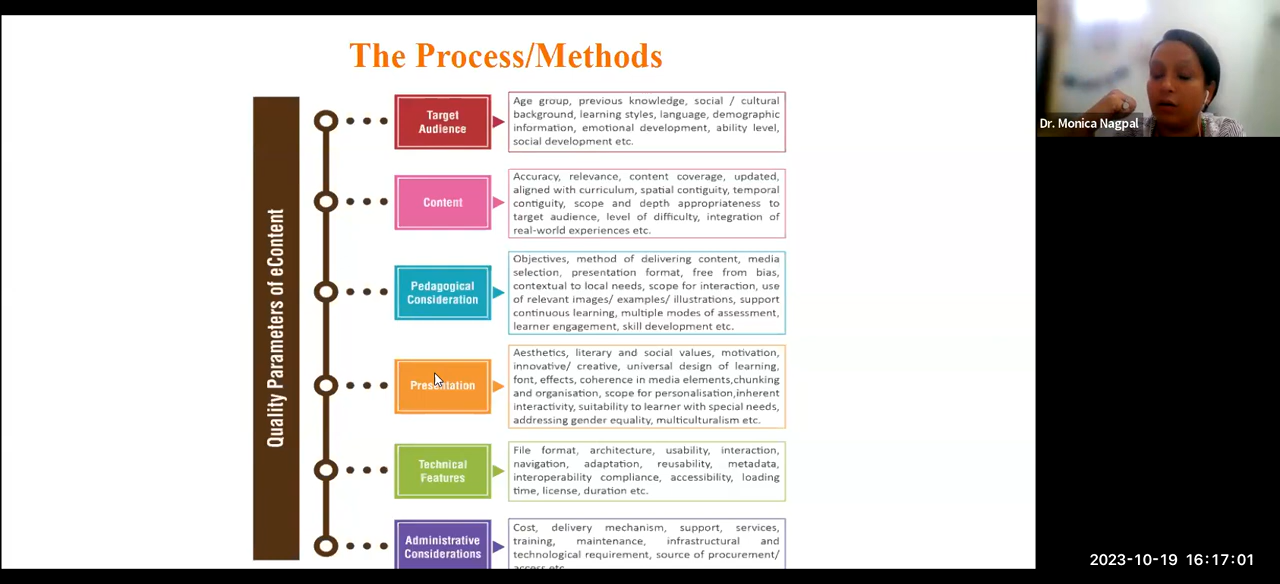 The Process/Methods
Quality Parameters of eContent
Target
Audience
Age group, previous knowledge, social / cultural
background, learning styles, language, demographic
information, emotional development, ability level,
social development etc.
Content
Accuracy, relevance, content coverage, updated,
aligned with curriculum, spatial contiguity, temporal
contiguity, scope and depth appropriateness to
target audience, level of difficulty, integration of
real-world experiences etc.
Pedagogical
Consideration
Objectives, method of delivering content, media
selection, presentation format, free from bias,
contextual to local needs, scope for interaction, use
of relevant images/ examples/ illustrations, support
continuous learning, multiple modes of assessment,
learner engagement, skill development etc.
Presentation
Aesthetics, literary and social values, motivation,
innovative/ creative, universal design of learning,
font, effects, coherence in media elements,chunking
and organisation, scope for personalisation,inherent
interactivity, suitability to learner with special needs,
addressing gender equality, multiculturalism etc.
Technical
Features
File format, architecture, usability, interaction,
navigation, adaptation, reusability, metadata,
interoperability compliance, accessibility, loading
time, license, duration etc.
Administrative
Considerations
Cost, delivery mechanism, support, services,
training, maintenance, infrastructural and
technological requirement, source of procurement/
access etc.
Dr. Monica Nagpal
2023-10-19 16:17:01